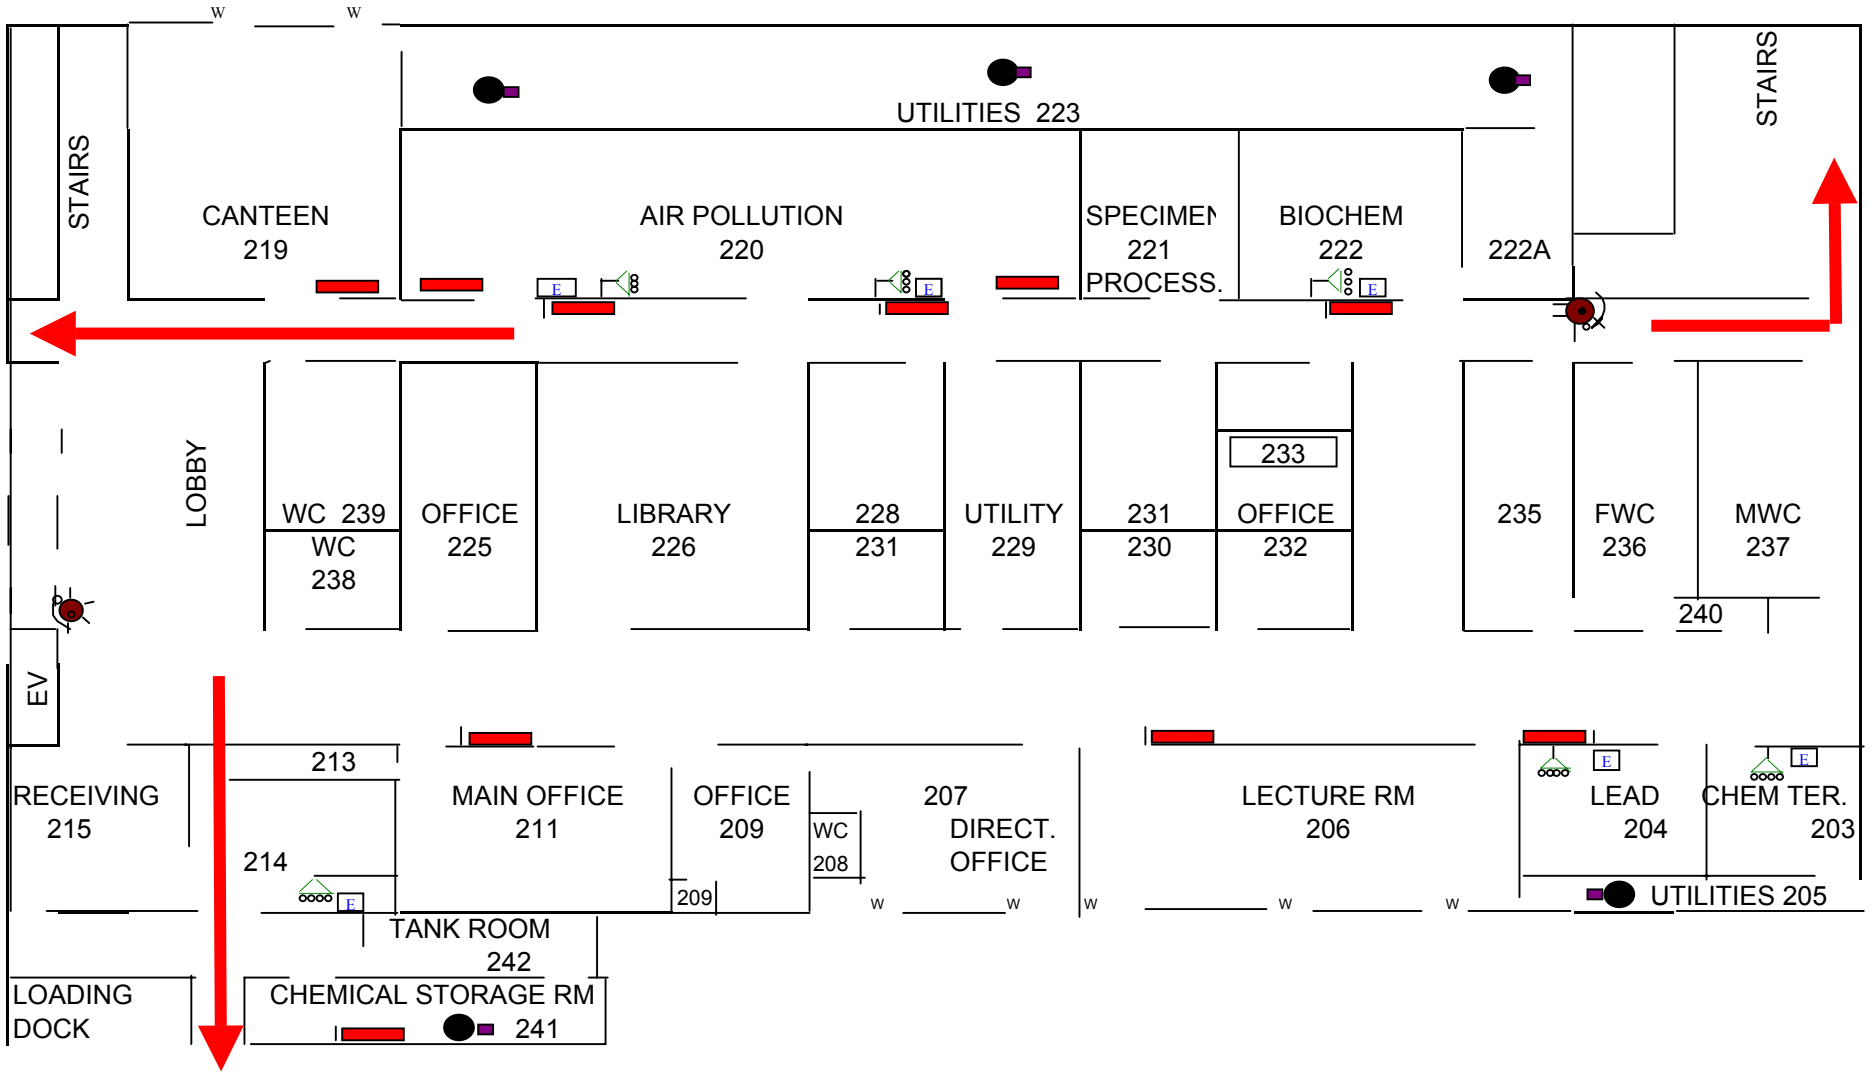 W W
STAIRS
UTILITIES 223
STAIRS
CANTEEN
219
AIR POLLUTION
220
SPECIMEN
221
PROCESS.
BIOCHEM
222
222A
E
E
E
LOBBY
WC 239
WC
238
OFFICE
225
LIBRARY
226
228
231
UTILITY
229
231
230
233
OFFICE
232
235
FWC
236
MWC
237
240
EV
213
RECEIVING
215
214
E
MAIN OFFICE
211
OFFICE
209
209
WC
208
207
DIRECT.
OFFICE
LECTURE RM
206
E
LEAD
204
E
CHEM TER.
203
UTILITIES 205
W W W W W
TANK ROOM
242
LOADING
DOCK
CHEMICAL STORAGE RM
241